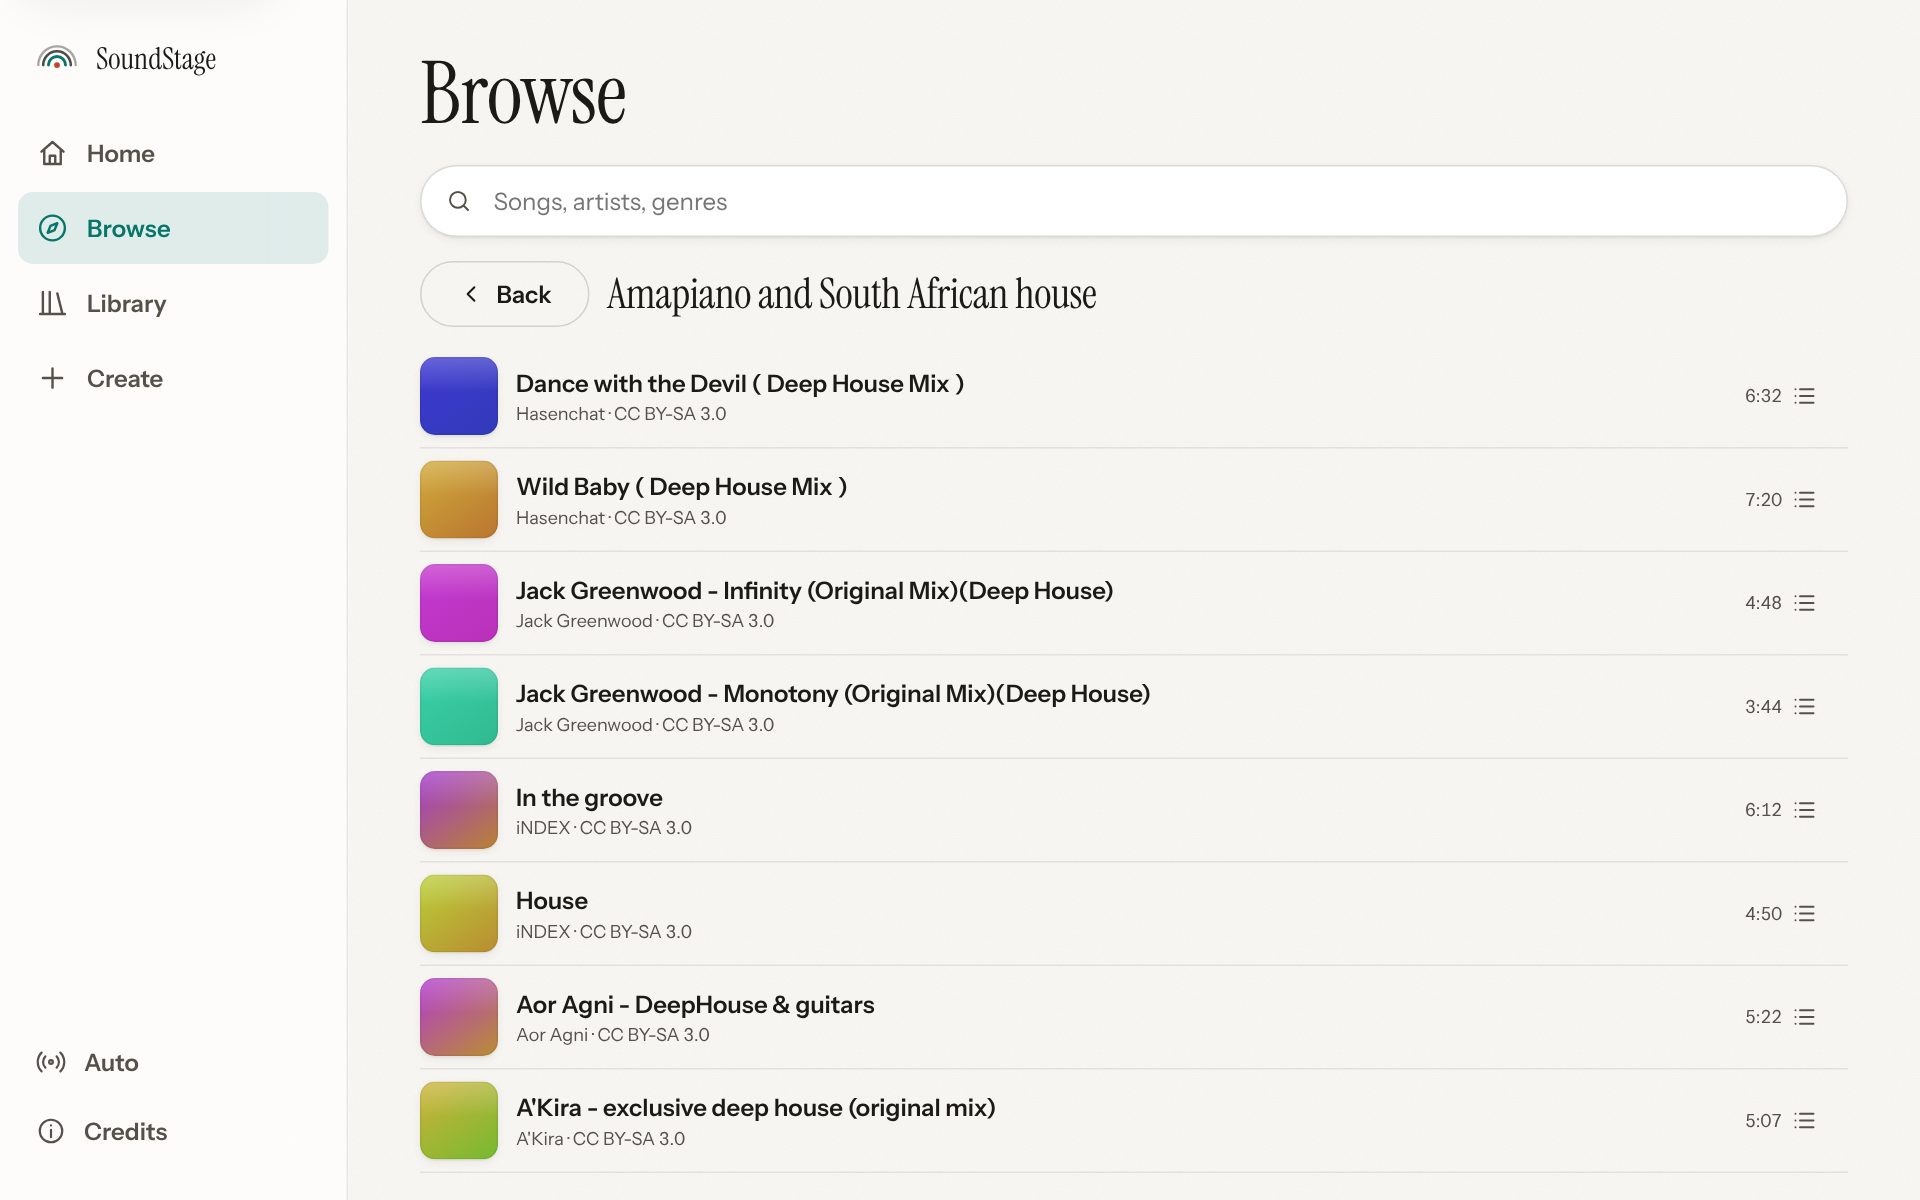 SoundStage
Home
Browse
Library
Create
Auto
Credits
Browse
Songs, artists, genres
Back
Amapiano and South African house
Dance with the Devil ( Deep House Mix )
Hasenchat · CC BY-SA 3.0
6:32
Wild Baby ( Deep House Mix )
Hasenchat · CC BY-SA 3.0
7:20
Jack Greenwood - Infinity (Original Mix)(Deep House)
Jack Greenwood · CC BY-SA 3.0
4:48
Jack Greenwood - Monotony (Original Mix)(Deep House)
Jack Greenwood · CC BY-SA 3.0
3:44
In the groove
iNDEX · CC BY-SA 3.0
6:12
House
iNDEX · CC BY-SA 3.0
4:50
Aor Agni - DeepHouse & guitars
Aor Agni · CC BY-SA 3.0
5:22
A'Kira - exclusive deep house (original mix)
A'Kira · CC BY-SA 3.0
5:07